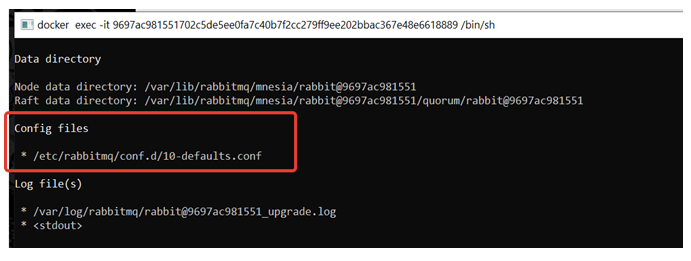 docker  exec -it 9697ac981551702c5de5ee0fa7c40b7f2cc279ff9ee202bbac367e48e6618889 /bin/sh
Data directory
Node data directory: /var/lib/rabbitmq/mnesia/rabbit@9697ac981551
Raft data directory: /var/lib/rabbitmq/mnesia/rabbit@9697ac981551/quorum/rabbit@9697ac981551
Config files
* /etc/rabbitmq/conf.d/10-defaults.conf
Log file(s)
* /var/log/rabbitmq/rabbit@9697ac981551_upgrade.log
* <stdout>